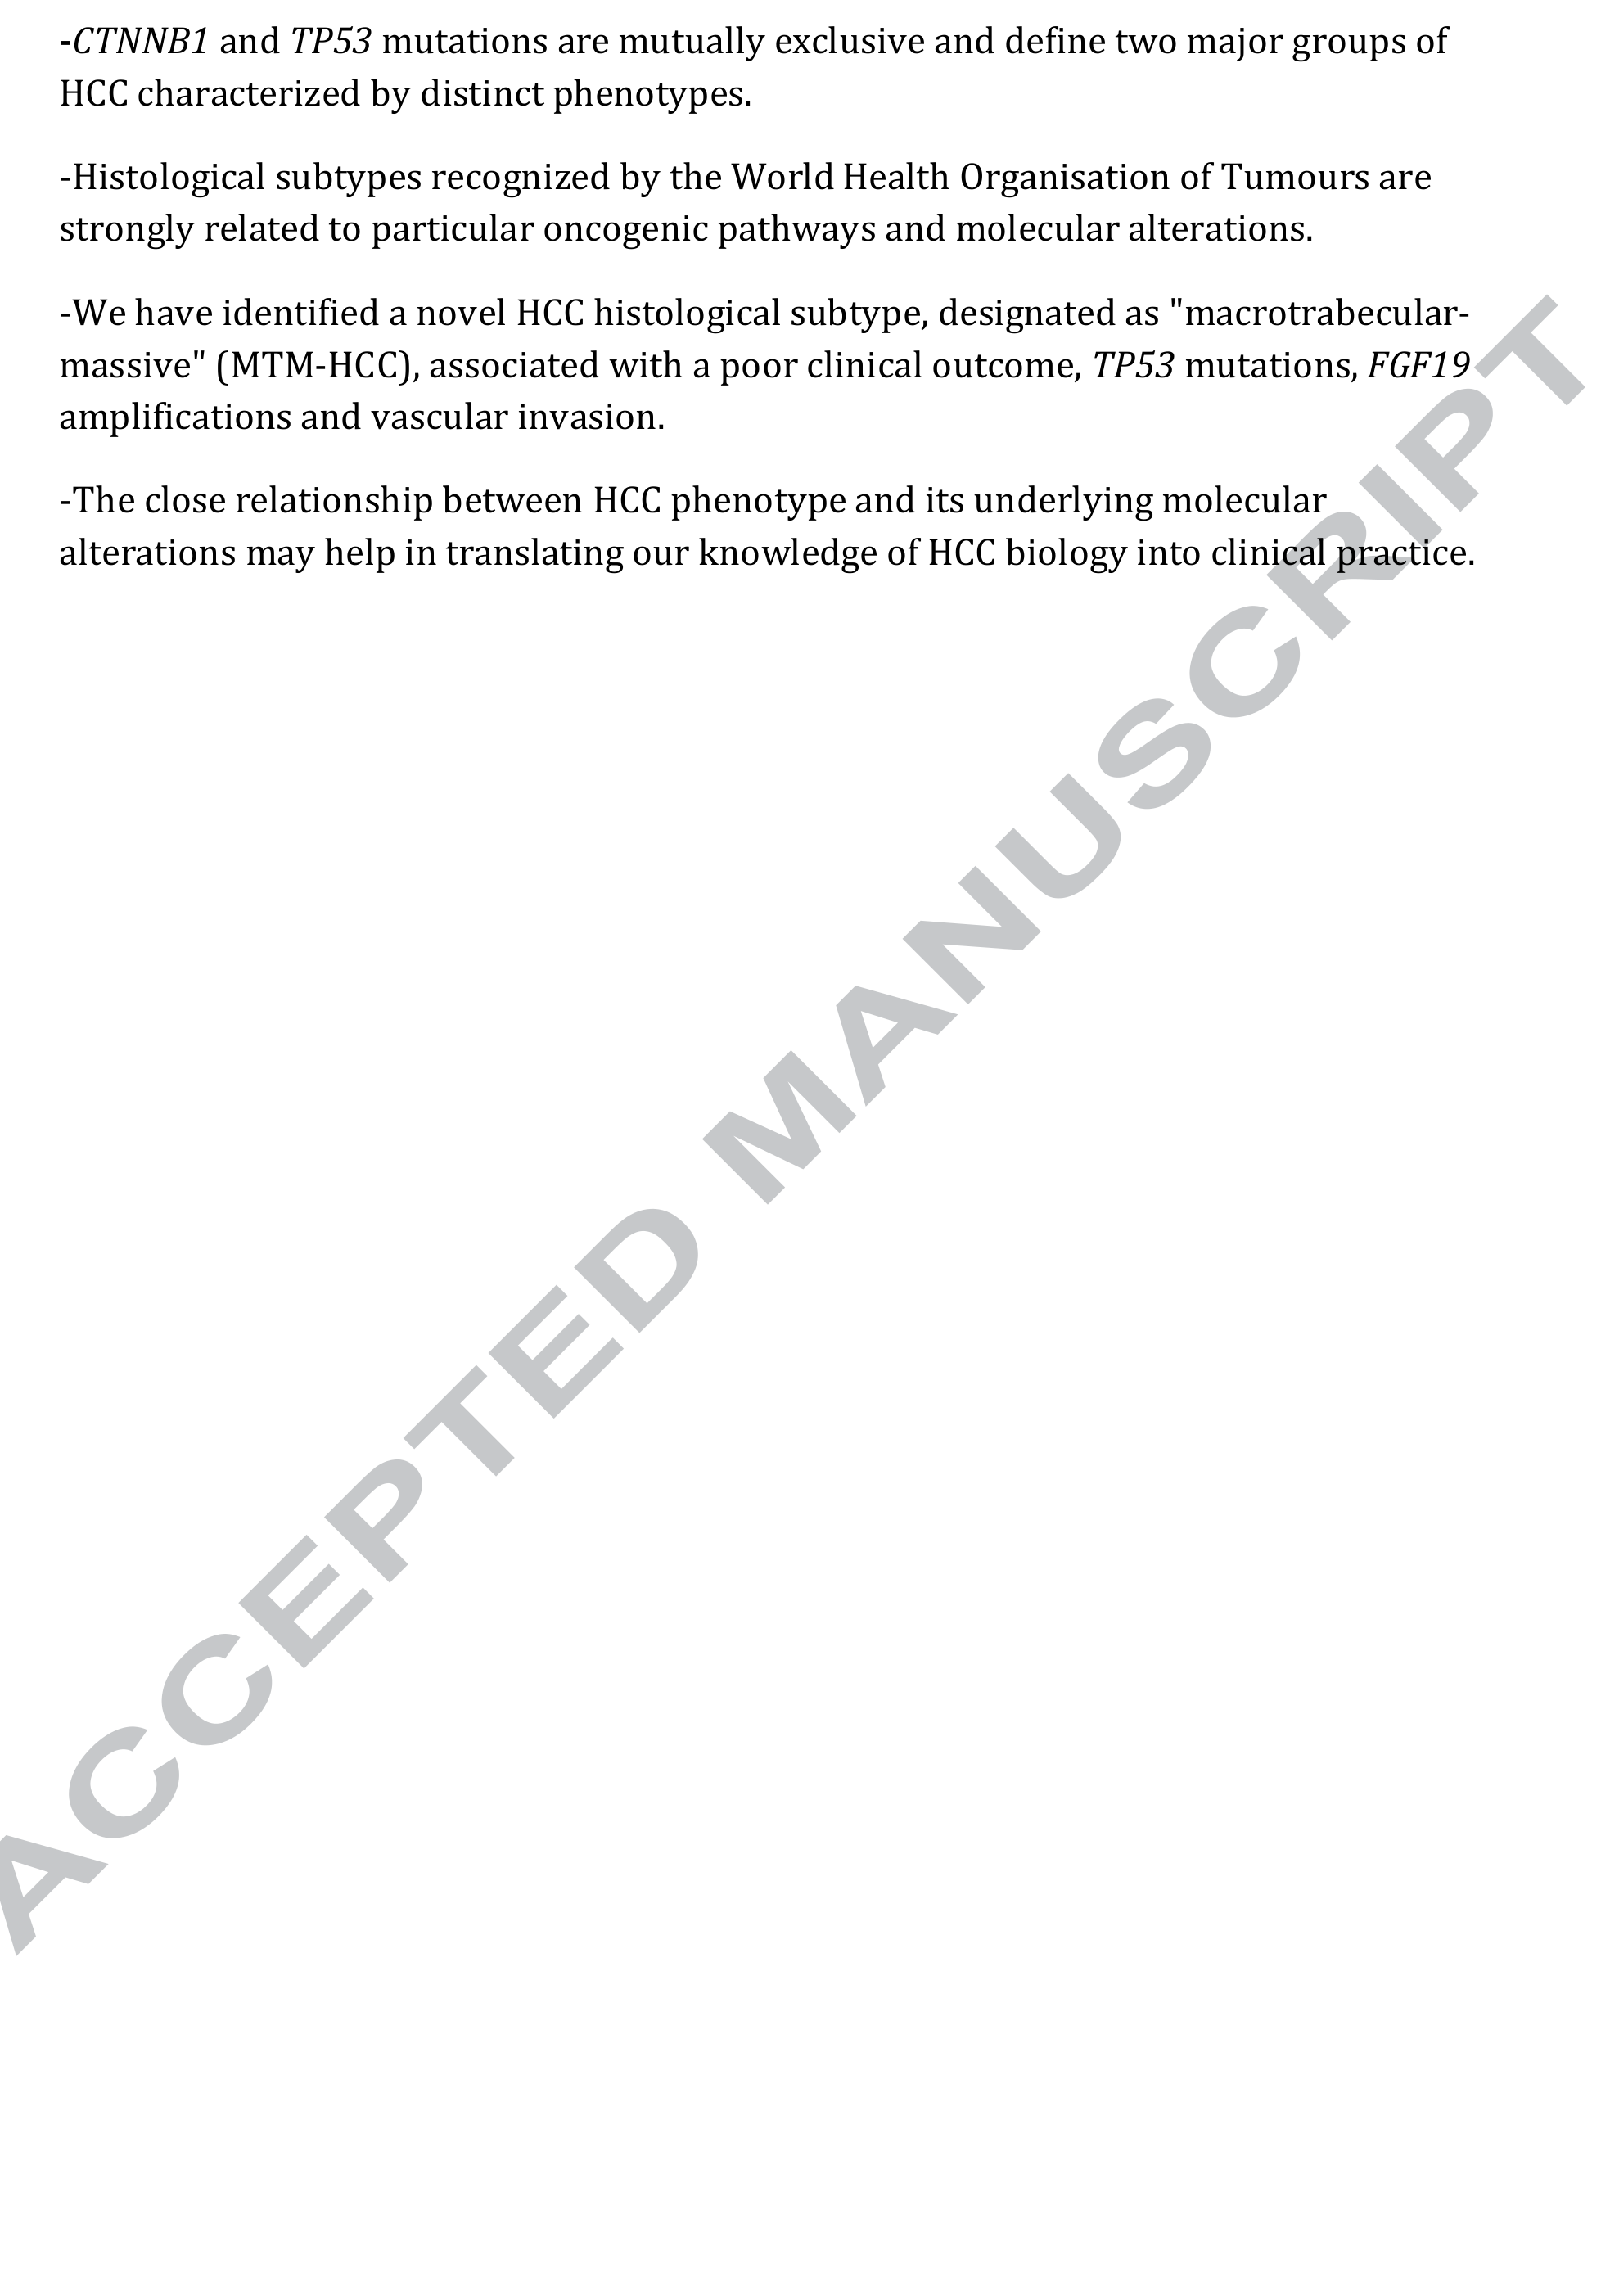 -CTNNB1 and TP53 mutations are mutually exclusive and define two major groups of
HCC characterized by distinct phenotypes.
-Histological subtypes recognized by the World Health Organisation of Tumours are
strongly related to particular oncogenic pathways and molecular alterations.
-We have identified a novel HCC histological subtype, designated as "macrotrabecular-
massive" (MTM-HCC), associated with a poor clinical outcome, TP53 mutations, FGF19
amplifications and vascular invasion.
-The close relationship between HCC phenotype and its underlying molecular
alterations may help in translating our knowledge of HCC biology into clinical practice.
ACCEPTED MANUSCRIPT